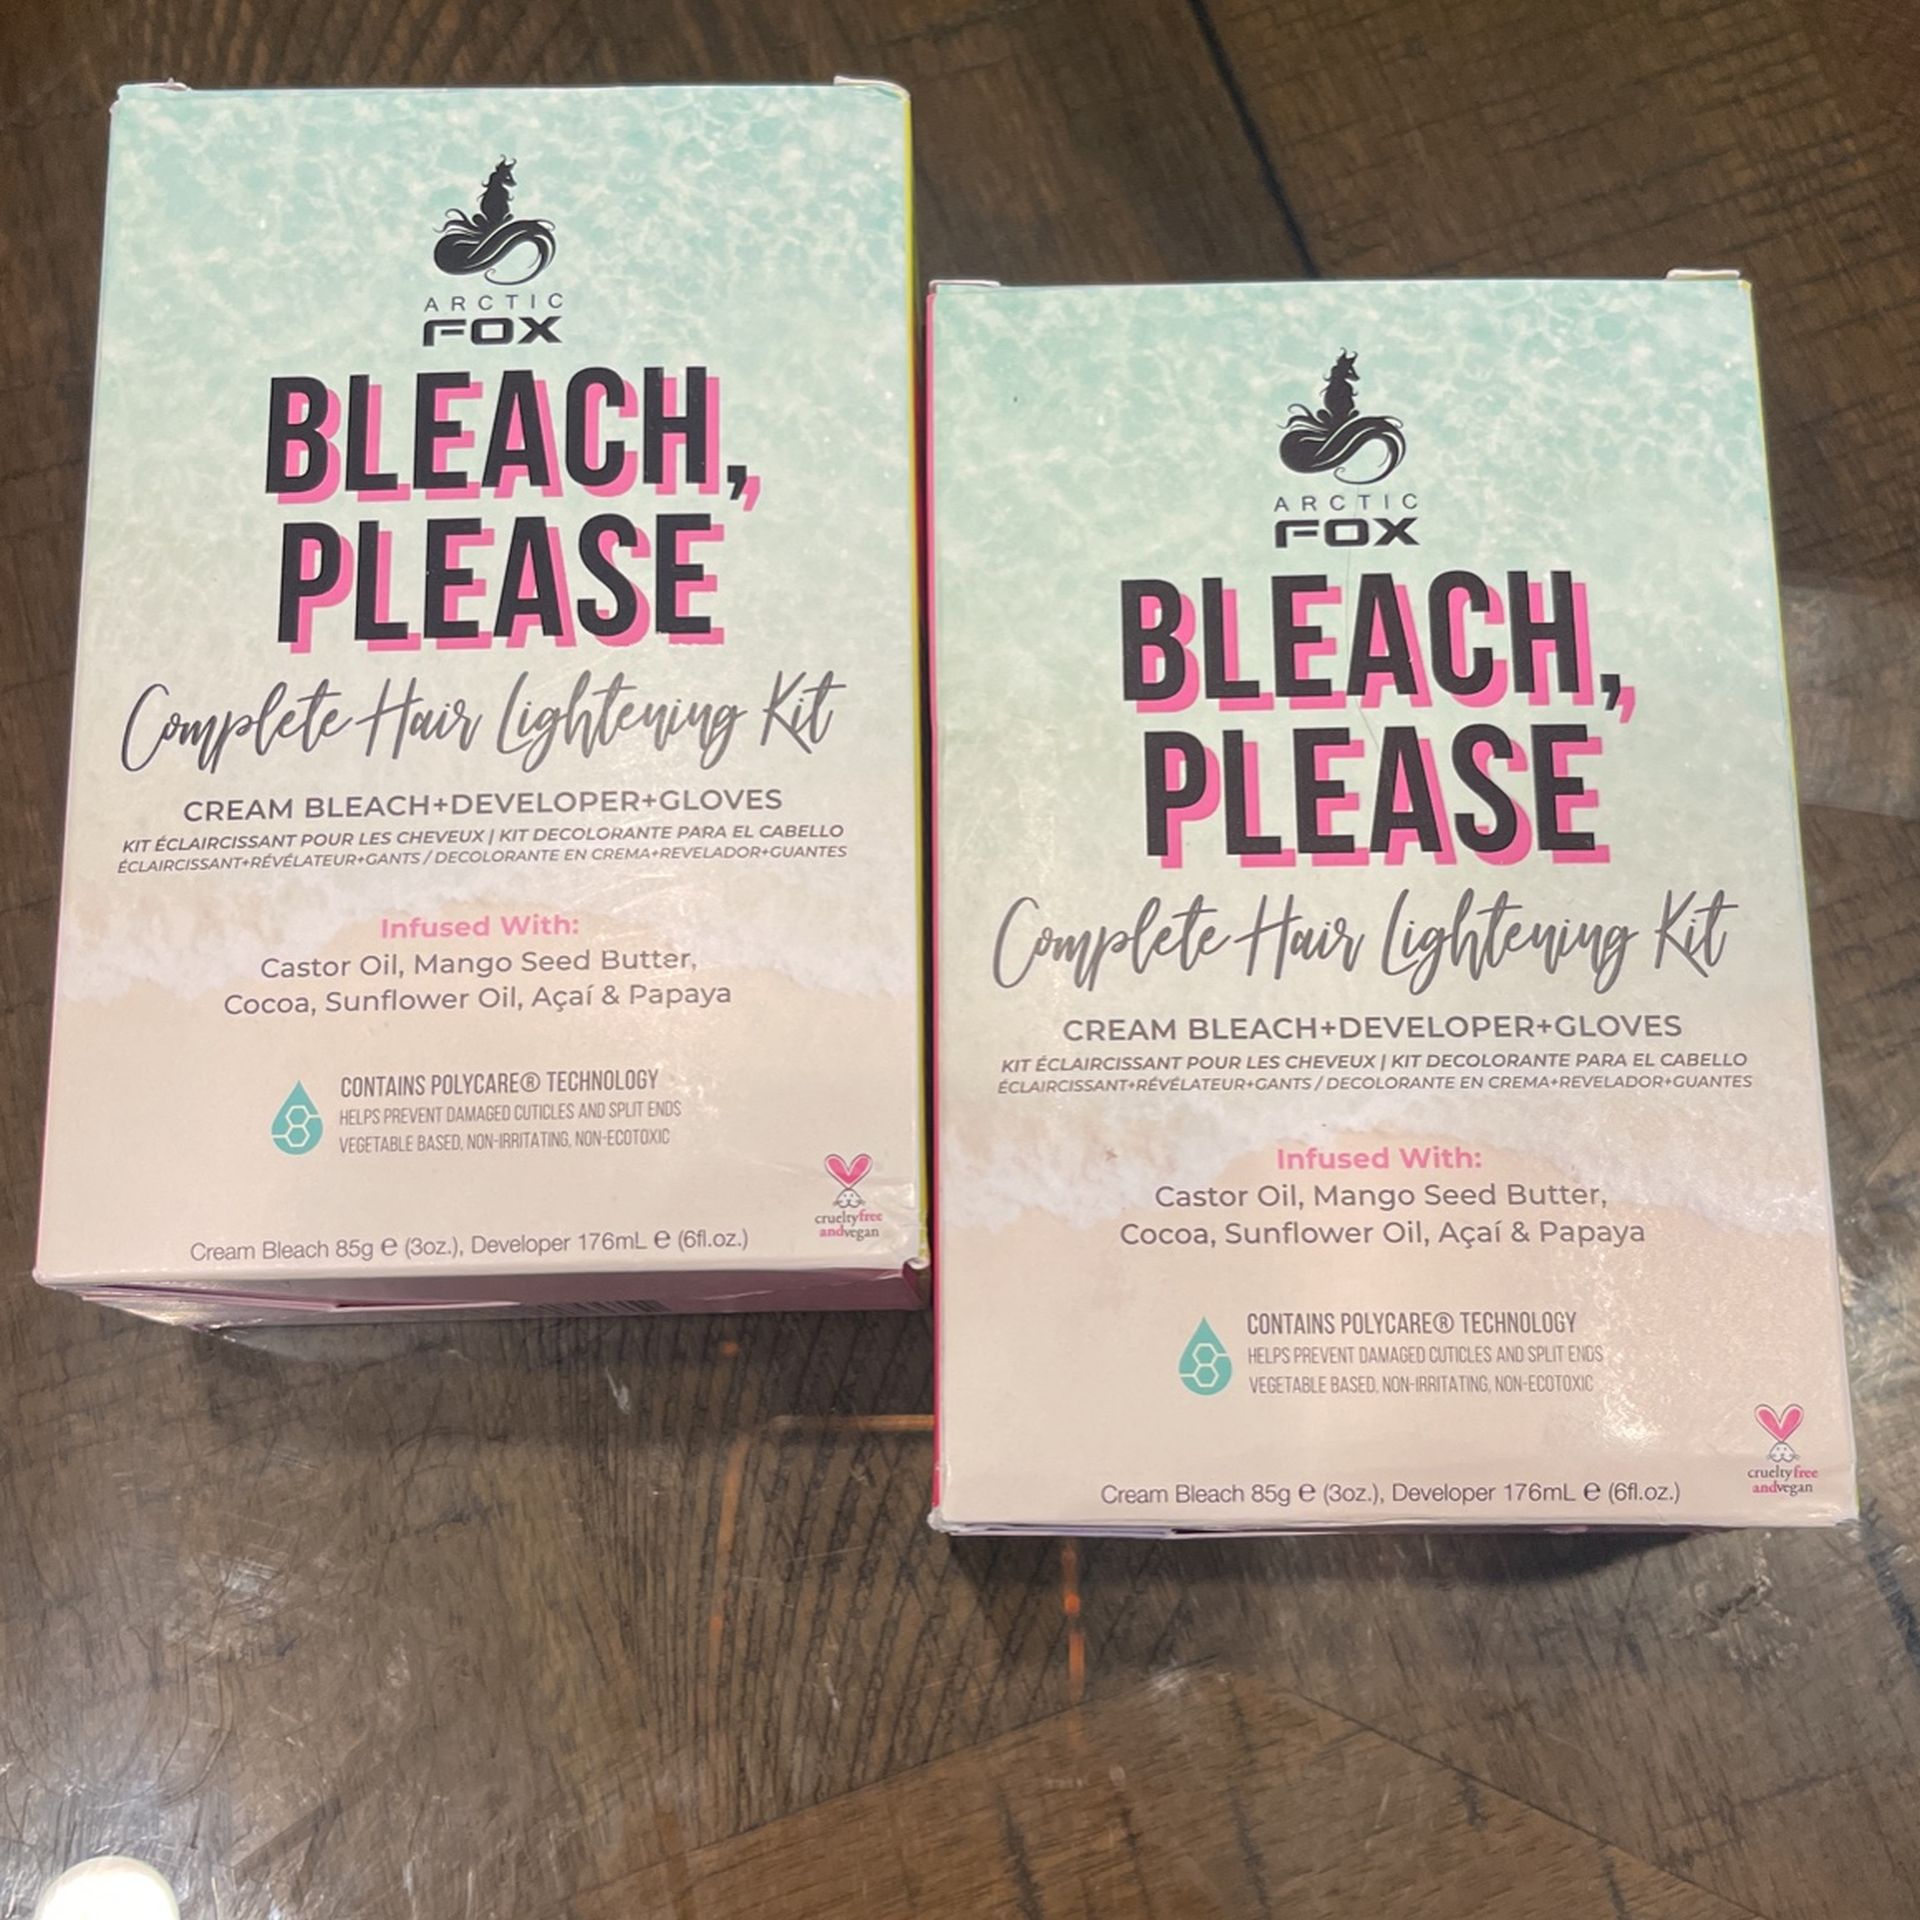 ARCTIC
FOX
BLEACH,
PLEASE
Complete Hair Lightening Kit
CREAM BLEACH+DEVELOPER+GLOVES
KIT ÉCLAIRCISSANT POUR LES CHEVEUX | KIT DECOLORANTE PARA EL CABELLO
ÉCLAIRCISSANT+RÉVÉLATEUR+GANTS / DECOLORANTE EN CREMA+REVELADOR+GUANTES
Infused With:
Castor Oil, Mango Seed Butter,
Cocoa, Sunflower Oil, Açaí & Papaya
CONTAINS POLYCARE® TECHNOLOGY
HELPS PREVENT DAMAGED CUTICLES AND SPLIT ENDS
VEGETABLE BASED, NON-IRRITATING, NON-ECOTOXIC
crueltyfree
andvegan
Cream Bleach 85g e (3oz.), Developer 176mL e (6fl.oz.)
ARCTIC
FOX
BLEACH,
PLEASE
Complete Hair Lightening Kit
CREAM BLEACH+DEVELOPER+GLOVES
KIT ÉCLAIRCISSANT POUR LES CHEVEUX | KIT DECOLORANTE PARA EL CABELLO
ÉCLAIRCISSANT+RÉVÉLATEUR+GANTS / DECOLORANTE EN CREMA+REVELADOR+GUANTES
Infused With:
Castor Oil, Mango Seed Butter,
Cocoa, Sunflower Oil, Açaí & Papaya
CONTAINS POLYCARE® TECHNOLOGY
HELPS PREVENT DAMAGED CUTICLES AND SPLIT ENDS
VEGETABLE BASED, NON-IRRITATING, NON-ECOTOXIC
crueltyfree
andvegan
Cream Bleach 85g e (3oz.), Developer 176mL e (6fl.oz.)